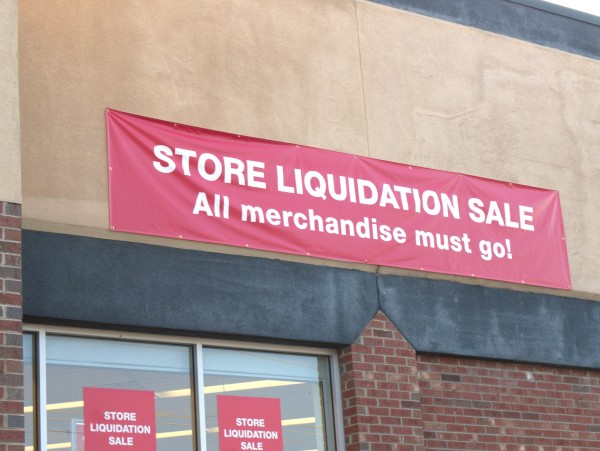 STORE LIQUIDATION SALE
All merchandise must go!
STORE
LIQUIDATION
SALE
STORE
LIQUIDATION
SALE